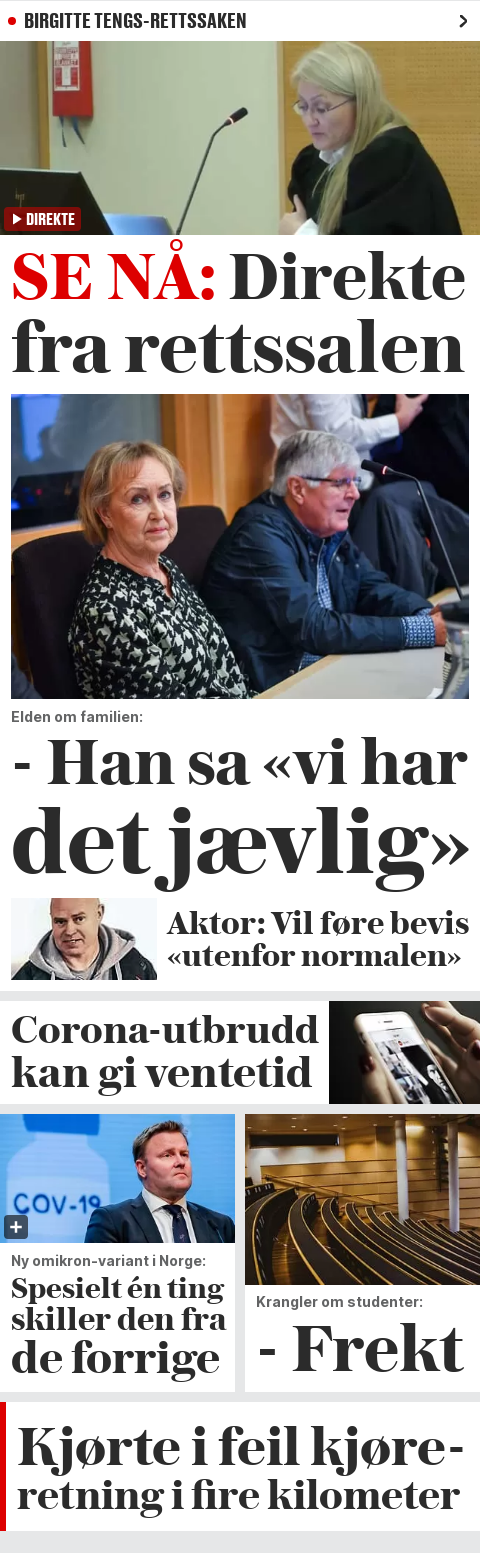 BIRGITTE TENGS-RETTSSAKEN
DIREKTE
SE NÅ: Direkte
fra rettssalen
Elden om familien:
- Han sa «vi har
det jævlig»
Aktor: Vil føre bevis
«utenfor normalen»
Corona-utbrudd
kan gi ventetid
COV-19
Ny omikron-variant i Norge:
Spesielt én ting
skiller den fra
de forrige
Krangler om studenter:
- Frekt
Kjørte i feil kjøre-
retning i fire kilometer